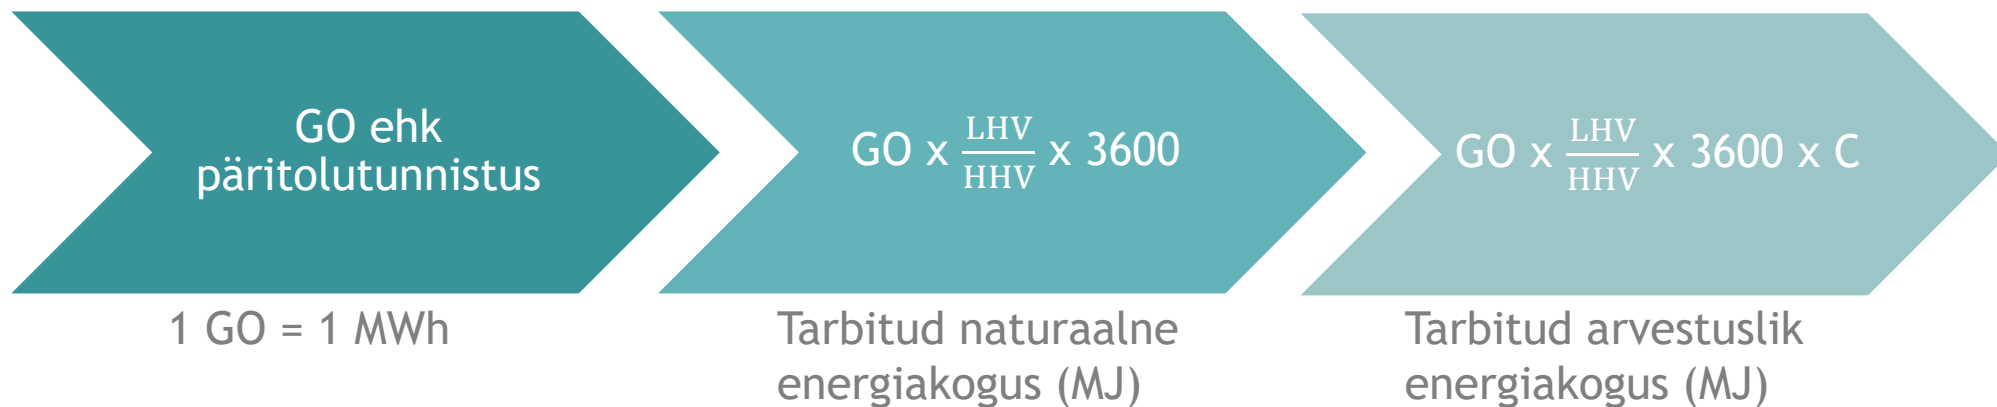 GO ehk
päritolutunnistus
1 GO = 1 MWh
GO x LHV/HHV x 3600
Tarbitud naturaalne
energiakogus (MJ)
GO x LHV/HHV x 3600 x C
Tarbitud arvestuslik
energiakogus (MJ)